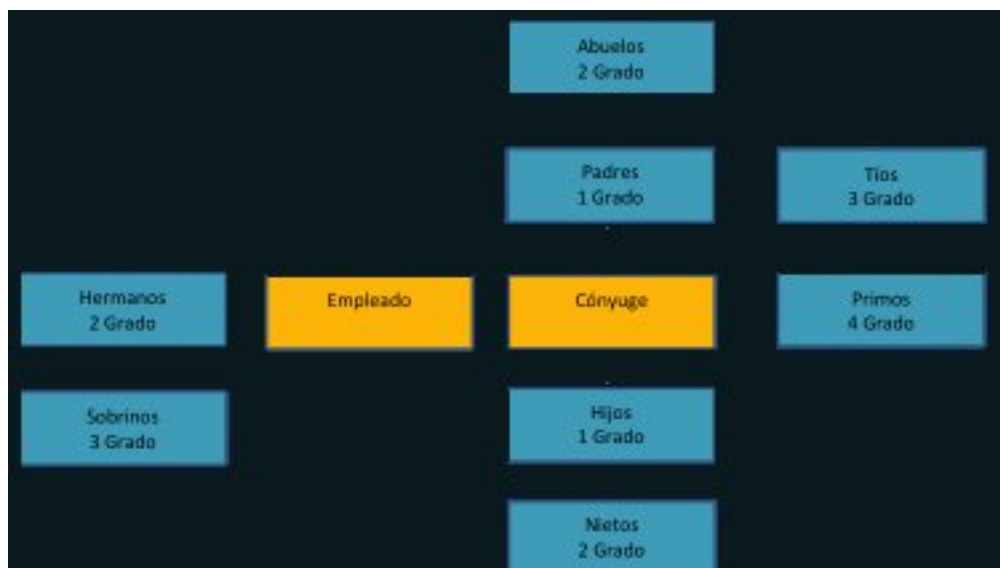 Abuelos
2 Grado
Padres
1 Grado
Tíos
3 Grado
Hermanos
2 Grado
Empleado
Cónyuge
Primos
4 Grado
Sobrinos
3 Grado
Hijos
1 Grado
Nietos
2 Grado